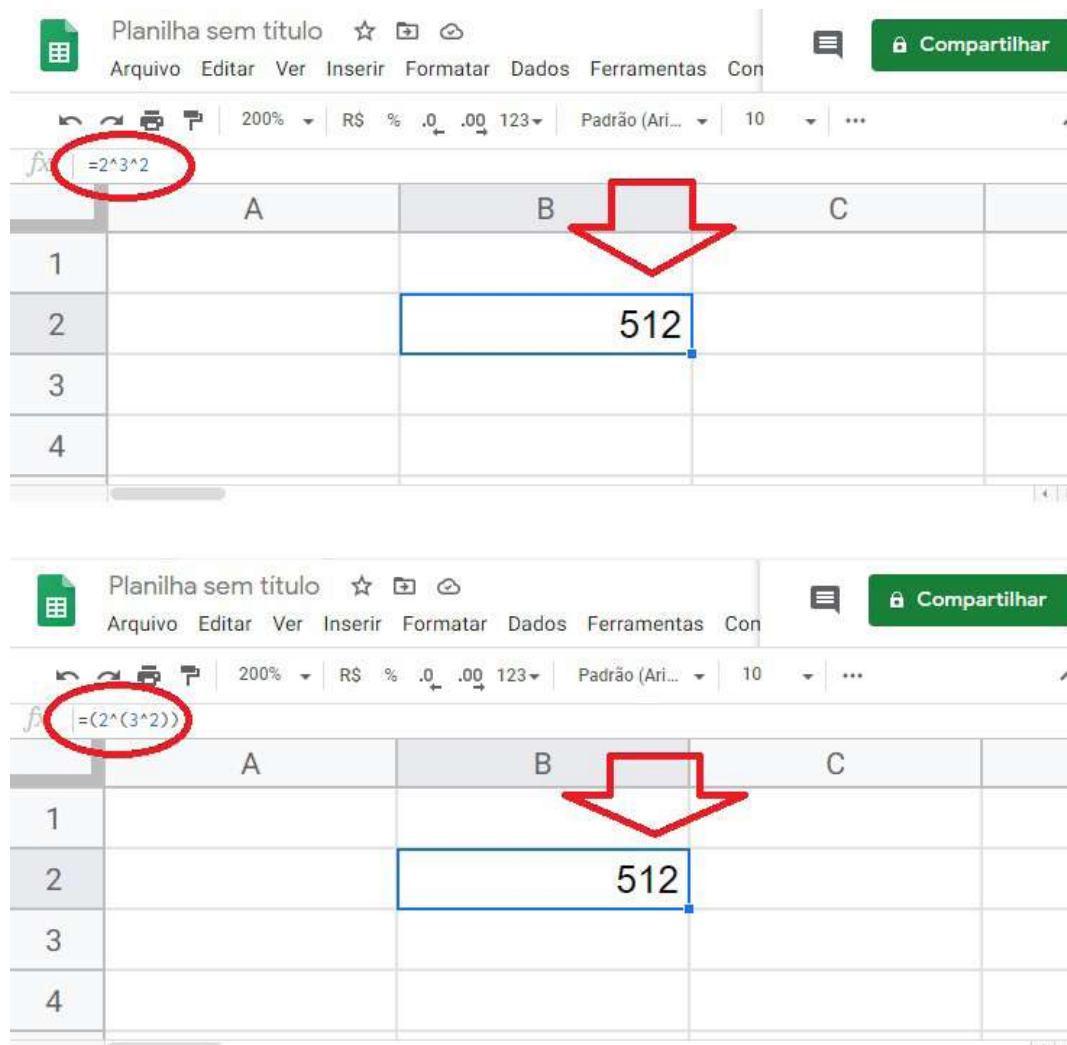 Planilha sem título
Arquivo Editar Ver Inserir Formatar Dados Ferramentas Con
Compartilhar
200% R$ % .0 .00 123 Padrão (Ari... 10
fx =2^3^2
A B C
1
2 512
3
4
Planilha sem título
Arquivo Editar Ver Inserir Formatar Dados Ferramentas Con
Compartilhar
200% R$ % .0 .00 123 Padrão (Ari... 10
fx =(2^(3^2))
A B C
1
2 512
3
4